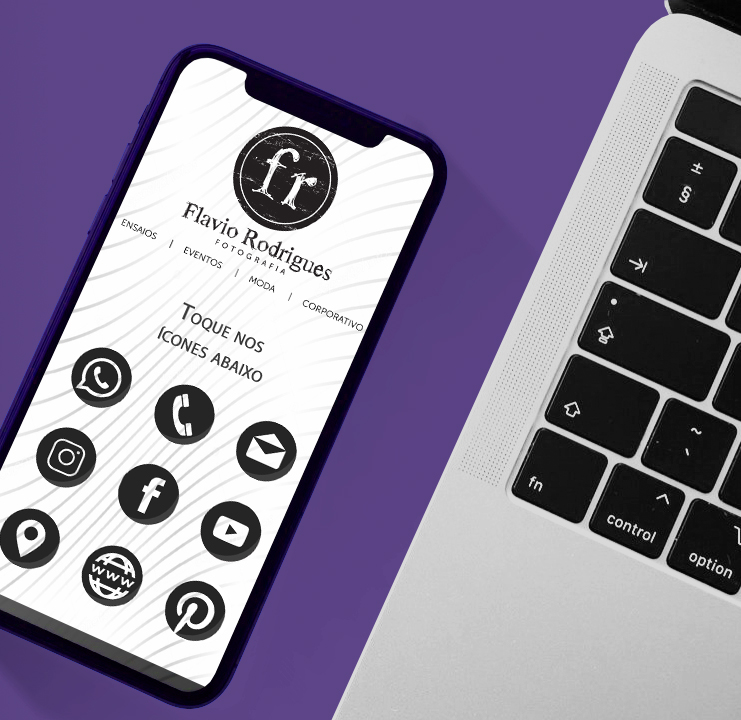 fr
Flavio Rodrigues
FOTOGRAFIA
ENSAIOS | EVENTOS | MODA | CORPORATIVO
TOQUE NOS
ÍCONES ABAIXO
WWW
±
§
~
`
fn
control
option